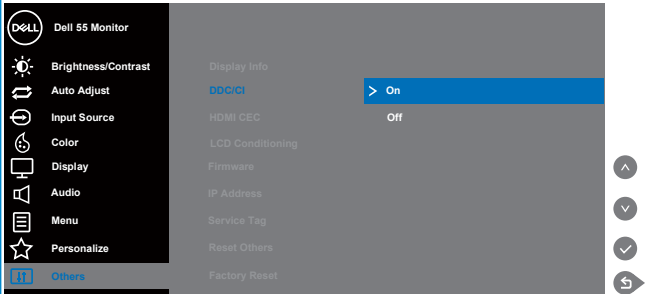 DELL
Dell 55 Monitor
Brightness/Contrast
Auto Adjust
Input Source
Color
Display
Audio
Menu
Personalize
Others
Display Info
DDC/CI
HDMI CEC
LCD Conditioning
Firmware
IP Address
Service Tag
Reset Others
Factory Reset
On
Off